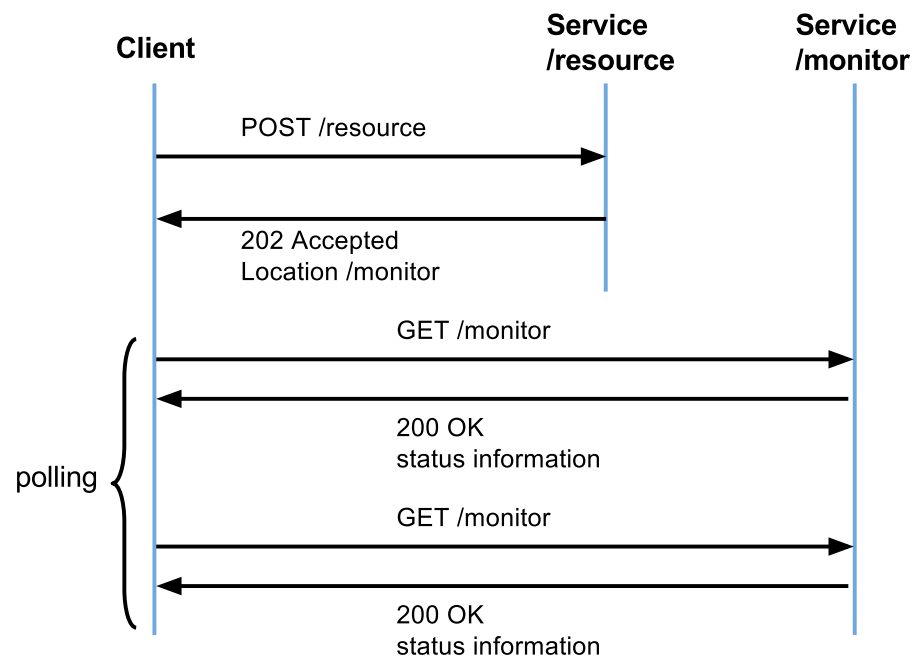 Client
Service
/resource
Service
/monitor
POST /resource
202 Accepted
Location /monitor
GET /monitor
200 OK
status information
polling
GET /monitor
200 OK
status information